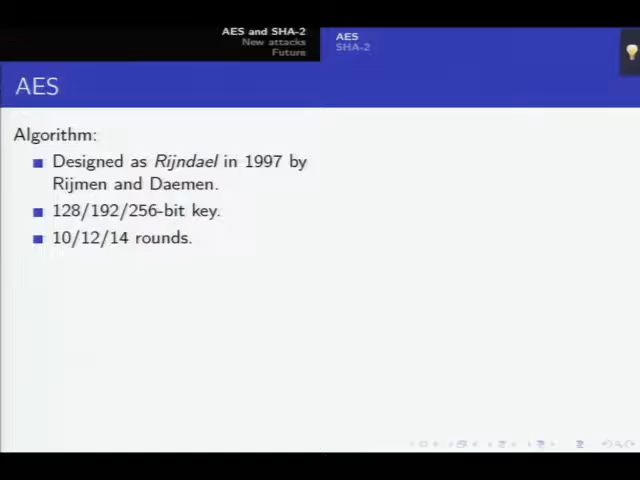 AES and SHA-2
New attacks
Future
AES
SHA-2
AES
Algorithm:
Designed as Rijndael in 1997 by
Rijmen and Daemen.
128/192/256-bit key.
10/12/14 rounds.